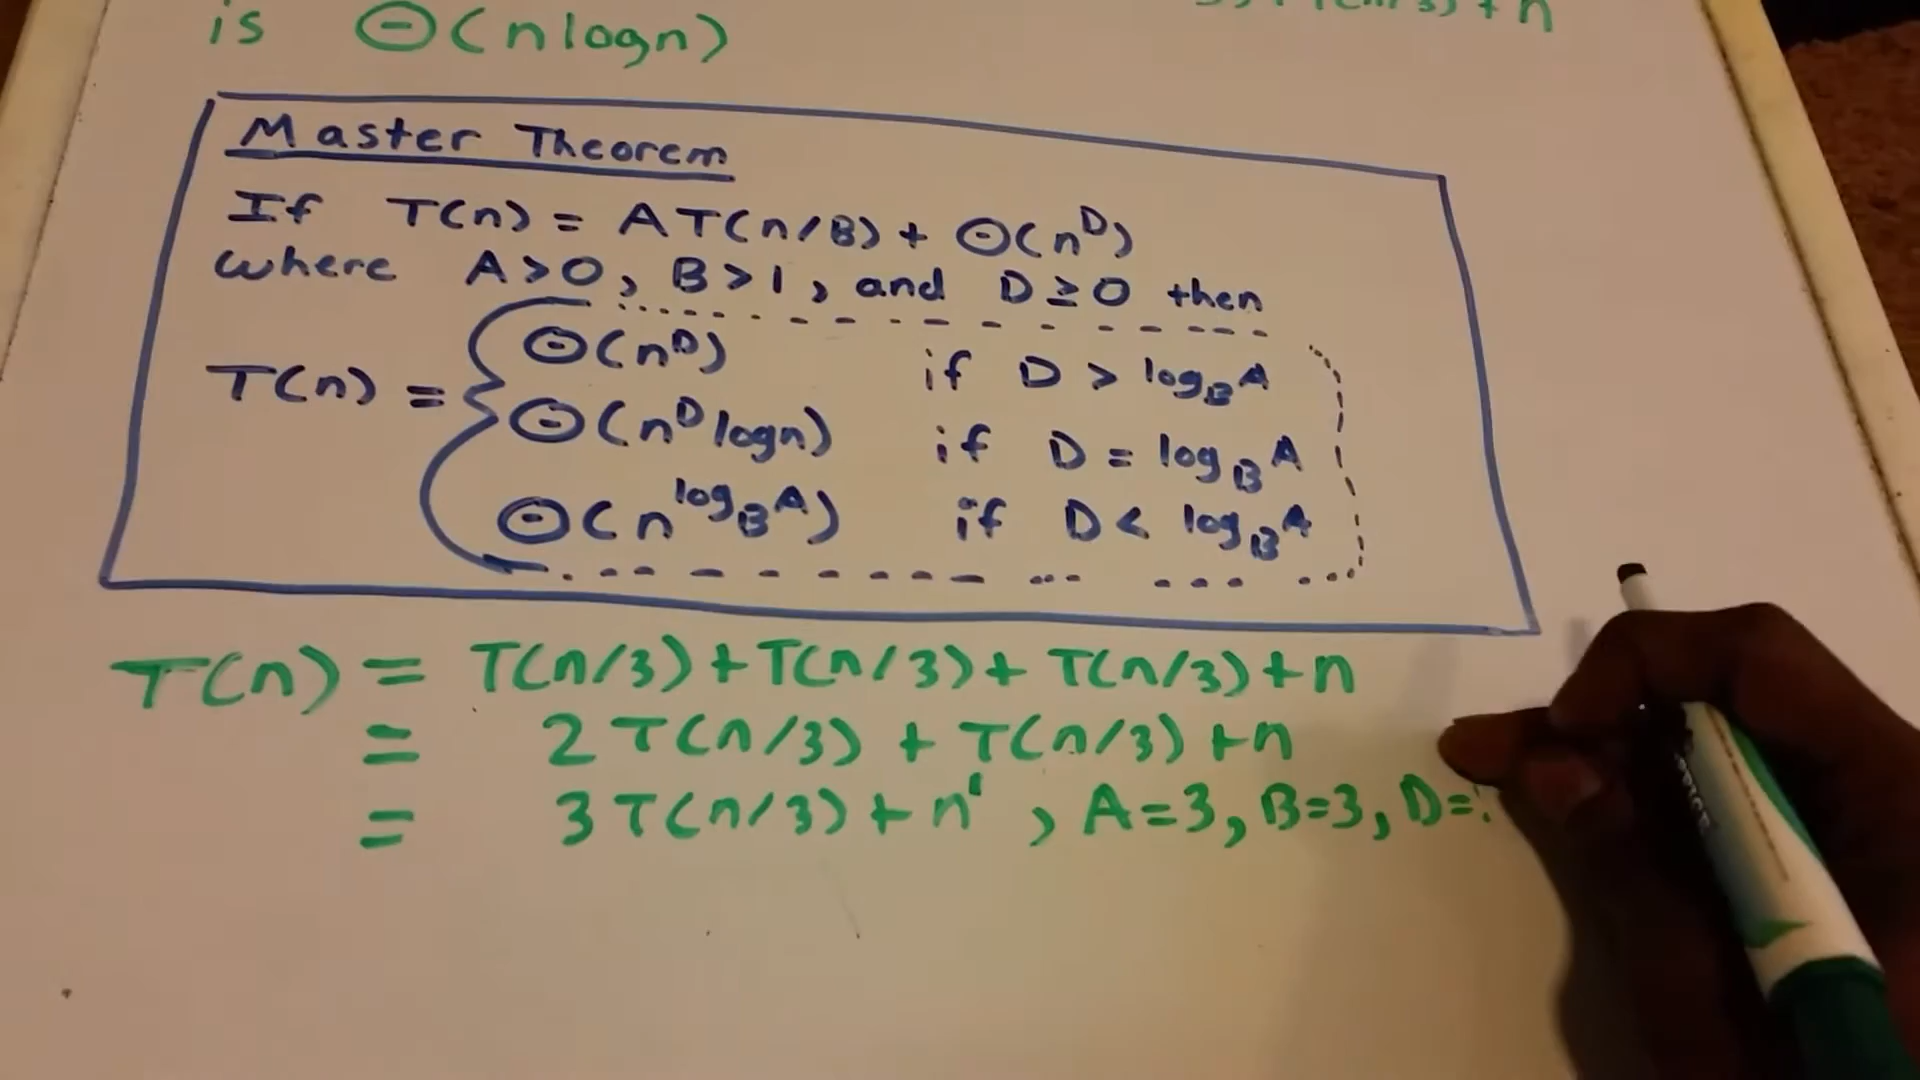 + n
is Θ(nlogn)
Master Theorem
If T(n) = AT(n/B) + Θ(n^D)
where A>0, B>1, and D≥0 then
T(n) =
Θ(n^D) if D > log_B A
Θ(n^D logn) if D = log_B A
Θ(n^(log_B A)) if D < log_B A
T(n) = T(n/3)+T(n/3)+T(n/3)+n
= 2T(n/3) + T(n/3) +n
= 3T(n/3) + n^1 , A=3, B=3, D=